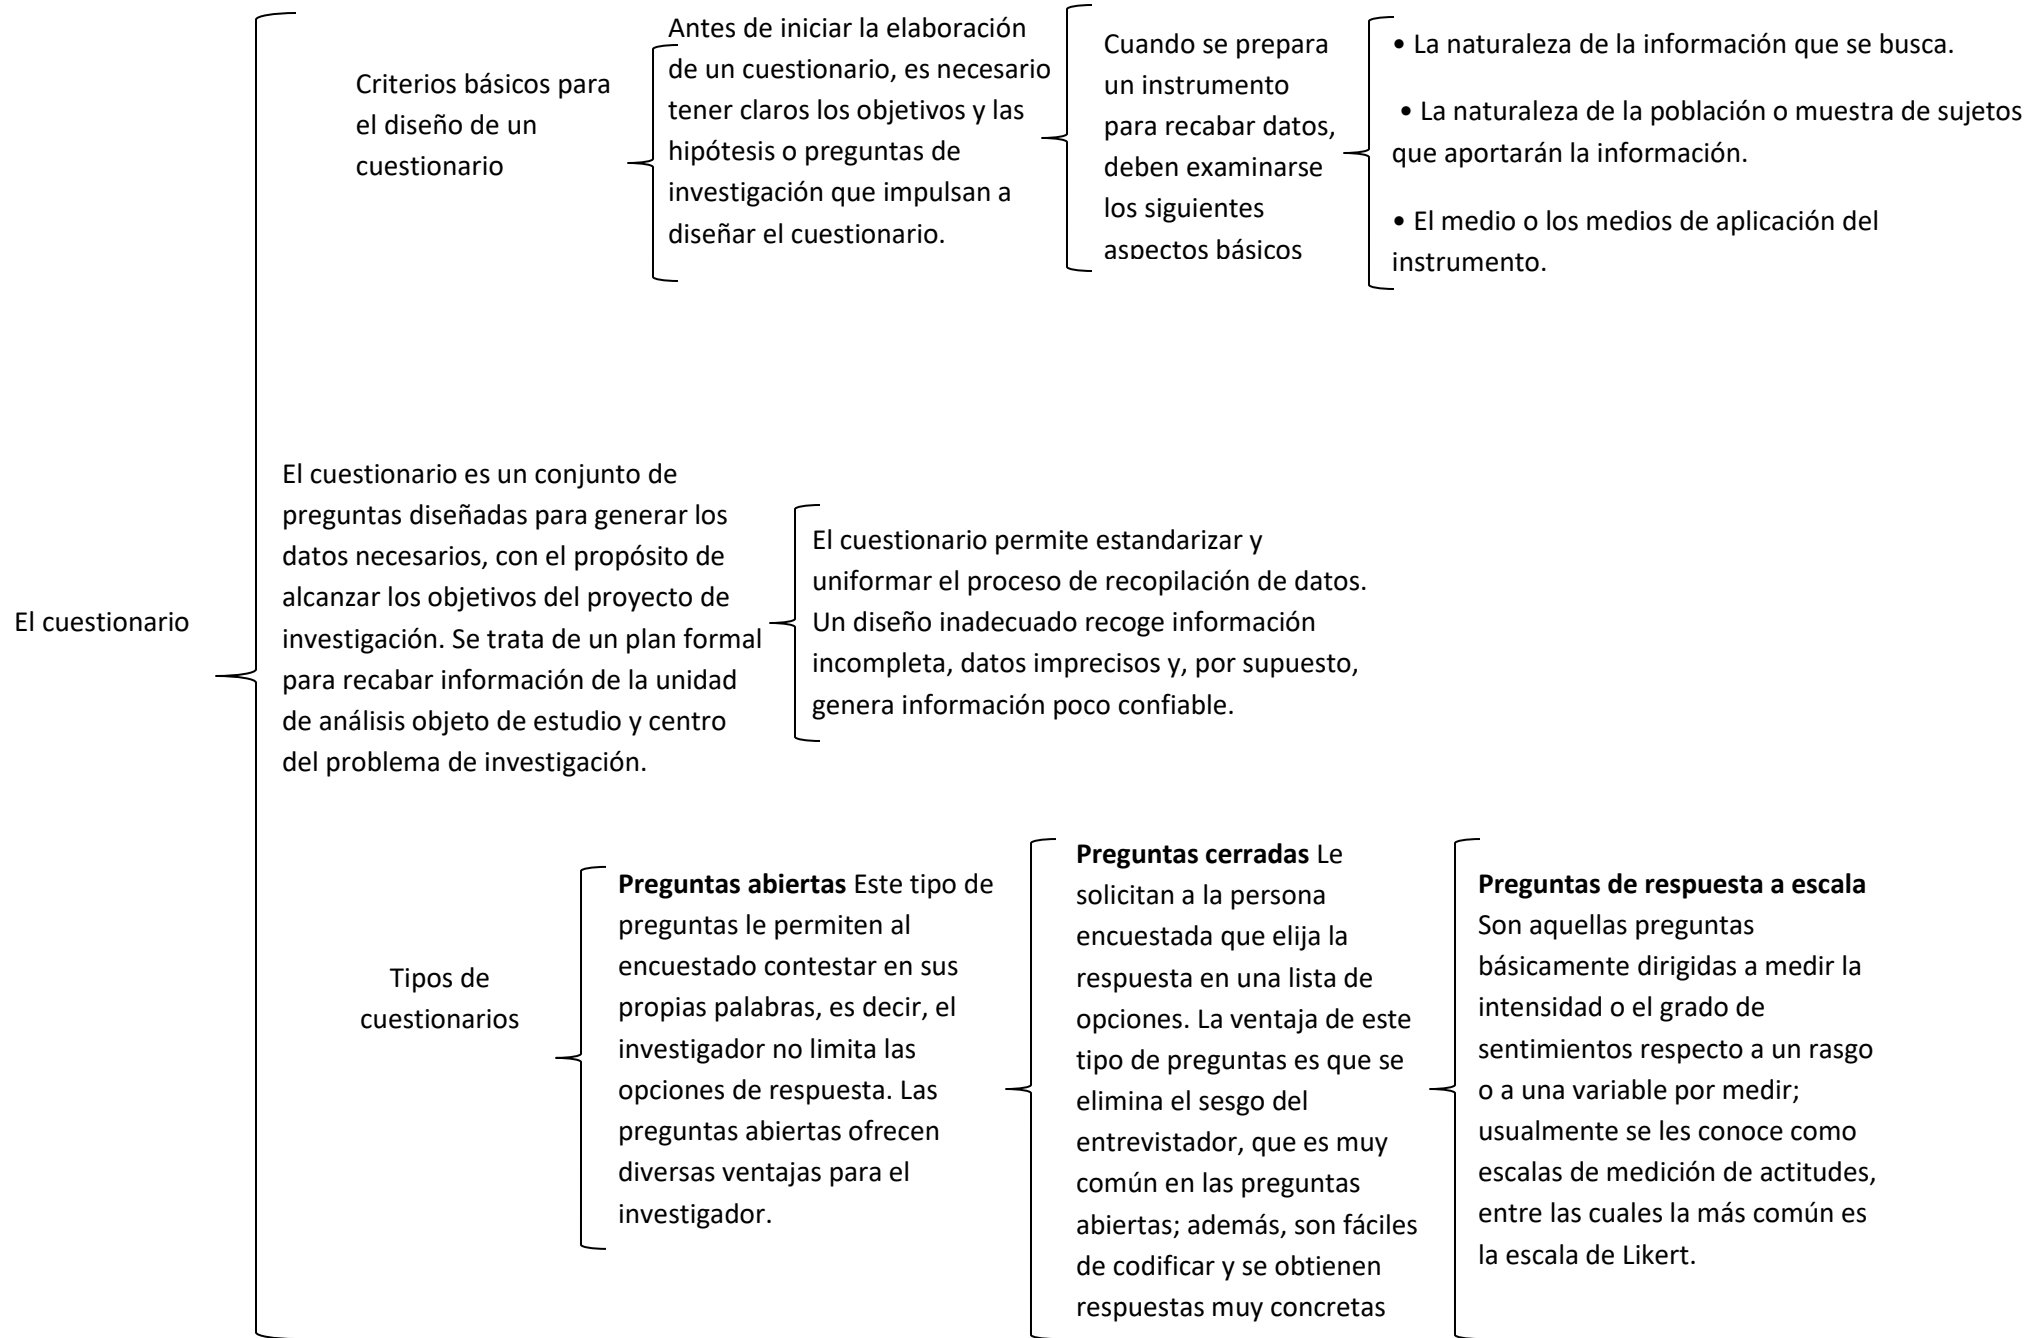 El cuestionario
Criterios básicos para
el diseño de un
cuestionario
Antes de iniciar la elaboración
de un cuestionario, es necesario
tener claros los objetivos y las
hipótesis o preguntas de
investigación que impulsan a
diseñar el cuestionario.
Cuando se prepara
un instrumento
para recabar datos,
deben examinarse
los siguientes
aspectos básicos
• La naturaleza de la información que se busca.
• La naturaleza de la población o muestra de sujetos
que aportarán la información.
• El medio o los medios de aplicación del
instrumento.
El cuestionario es un conjunto de
preguntas diseñadas para generar los
datos necesarios, con el propósito de
alcanzar los objetivos del proyecto de
investigación. Se trata de un plan formal
para recabar información de la unidad
de análisis objeto de estudio y centro
del problema de investigación.
El cuestionario permite estandarizar y
uniformar el proceso de recopilación de datos.
Un diseño inadecuado recoge información
incompleta, datos imprecisos y, por supuesto,
genera información poco confiable.
Tipos de
cuestionarios
Preguntas abiertas Este tipo de
preguntas le permiten al
encuestado contestar en sus
propias palabras, es decir, el
investigador no limita las
opciones de respuesta. Las
preguntas abiertas ofrecen
diversas ventajas para el
investigador.
Preguntas cerradas Le
solicitan a la persona
encuestada que elija la
respuesta en una lista de
opciones. La ventaja de este
tipo de preguntas es que se
elimina el sesgo del
entrevistador, que es muy
común en las preguntas
abiertas; además, son fáciles
de codificar y se obtienen
respuestas muy concretas
Preguntas de respuesta a escala
Son aquellas preguntas
básicamente dirigidas a medir la
intensidad o el grado de
sentimientos respecto a un rasgo
o a una variable por medir;
usualmente se les conoce como
escalas de medición de actitudes,
entre las cuales la más común es
la escala de Likert.